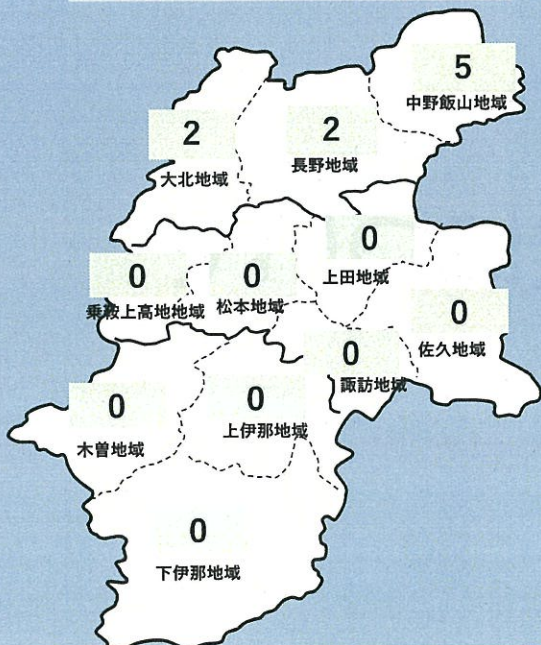 5
中野飯山地域
2
大北地域
2
長野地域
0
上田地域
0
乗鞍上高地地域
0
松本地域
0
佐久地域
0
諏訪地域
0
木曽地域
0
上伊那地域
0
下伊那地域